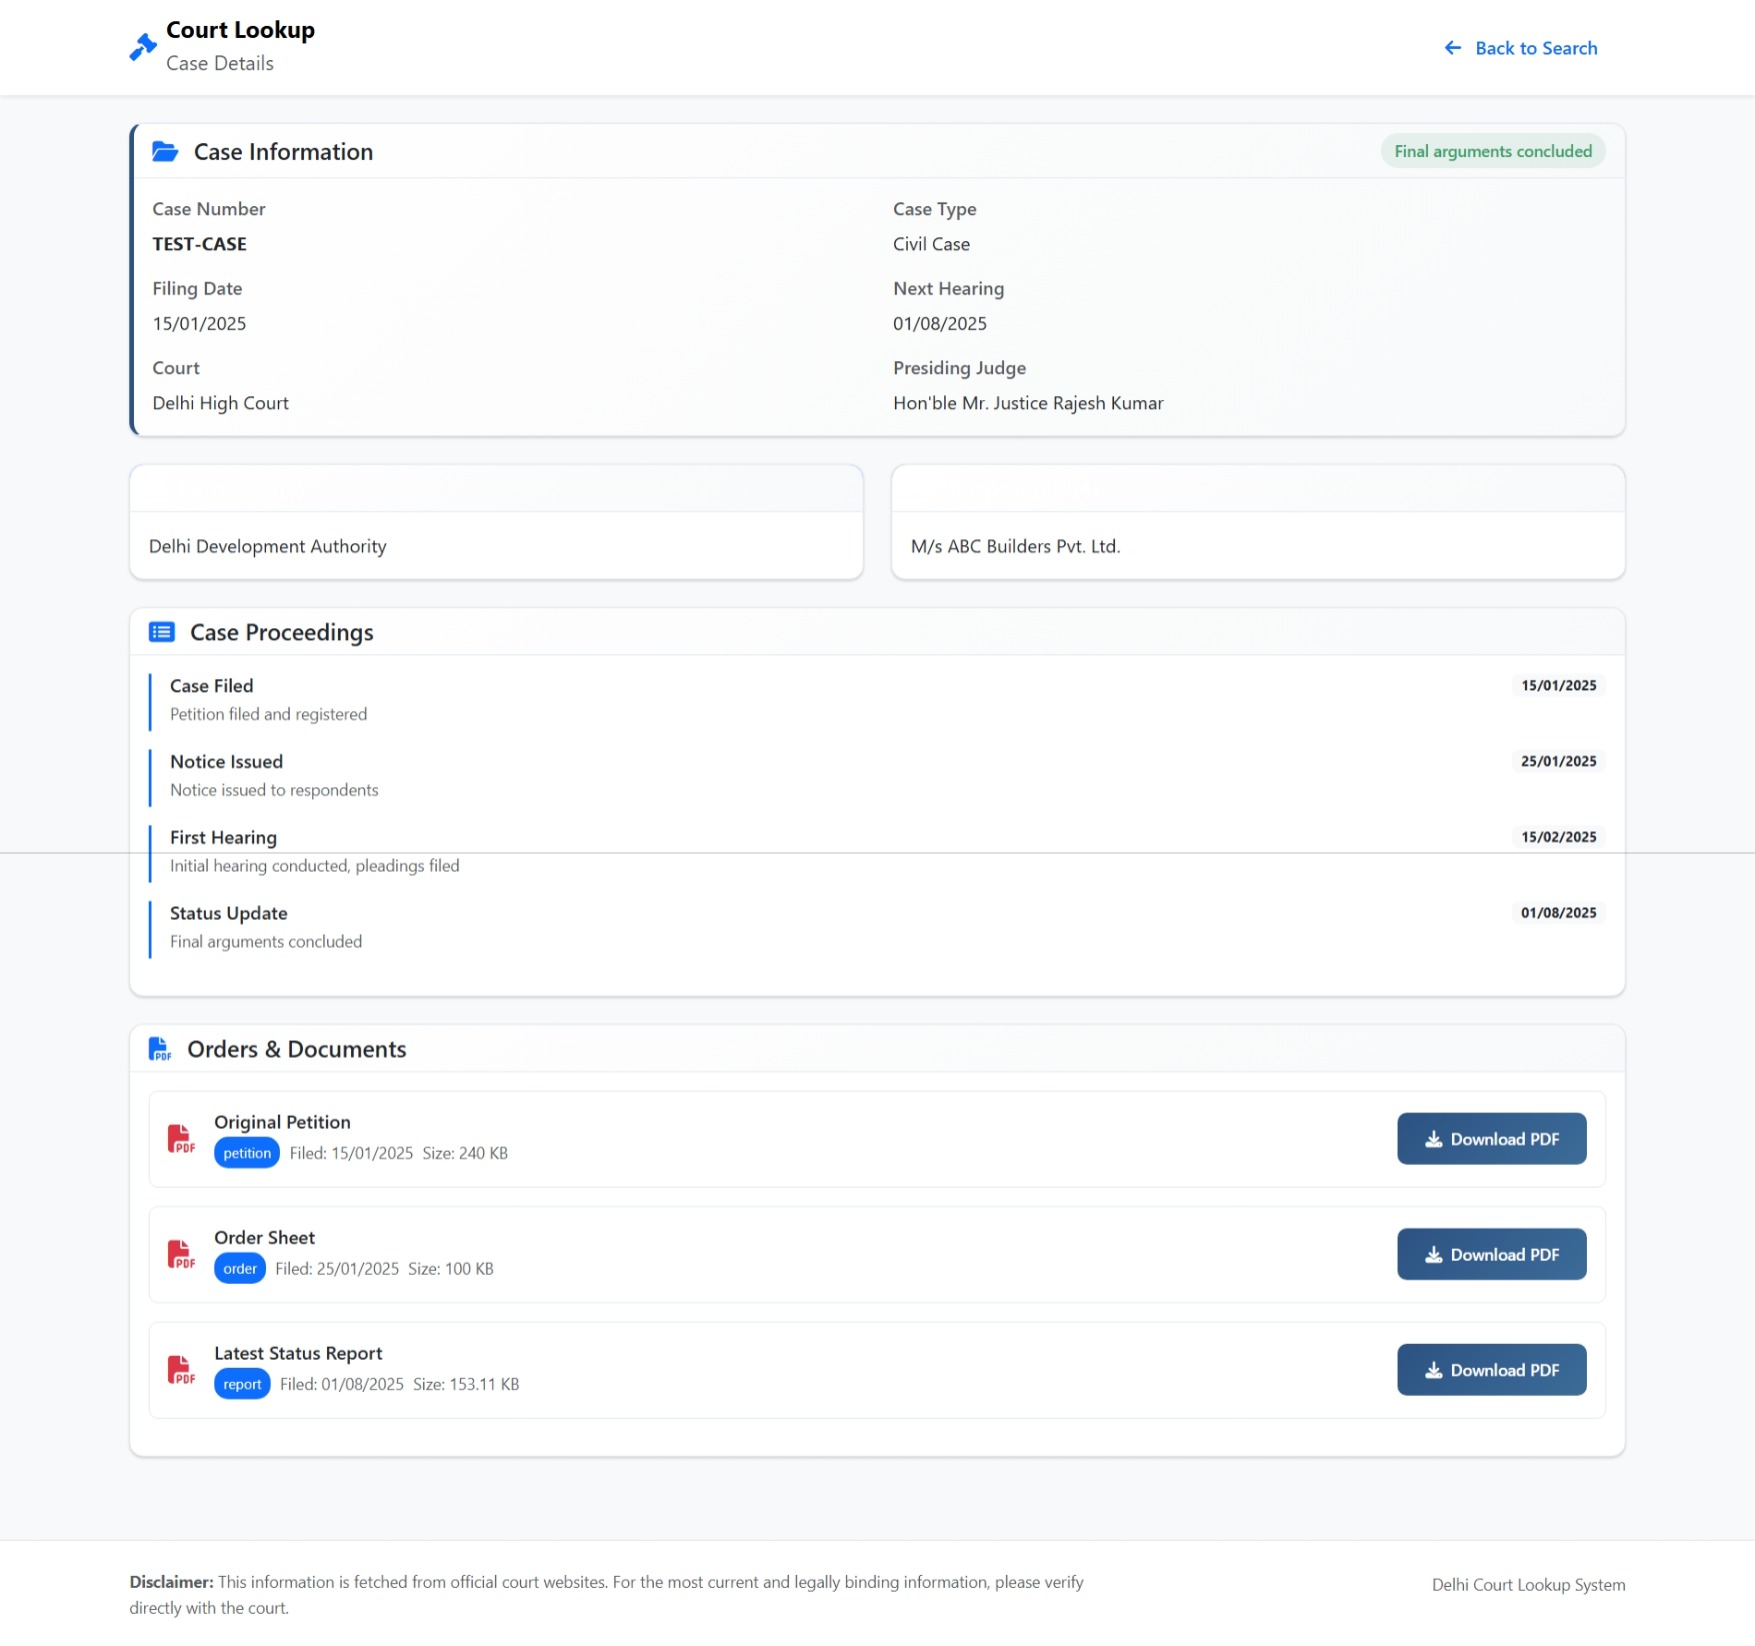 Court Lookup
Case Details
Back to Search
Case Information
Final arguments concluded
Case Number
TEST-CASE
Case Type
Civil Case
Filing Date
15/01/2025
Next Hearing
01/08/2025
Court
Delhi High Court
Presiding Judge
Hon'ble Mr. Justice Rajesh Kumar
Delhi Development Authority
M/s ABC Builders Pvt. Ltd.
Case Proceedings
Case Filed
15/01/2025
Petition filed and registered
Notice Issued
25/01/2025
Notice issued to respondents
First Hearing
15/02/2025
Initial hearing conducted, pleadings filed
Status Update
01/08/2025
Final arguments concluded
PDF
Orders & Documents
PDF
Original Petition
petition Filed: 15/01/2025 Size: 240 KB
Download PDF
PDF
Order Sheet
order Filed: 25/01/2025 Size: 100 KB
Download PDF
PDF
Latest Status Report
report Filed: 01/08/2025 Size: 153.11 KB
Download PDF
Disclaimer: This information is fetched from official court websites. For the most current and legally binding information, please verify
directly with the court.
Delhi Court Lookup System